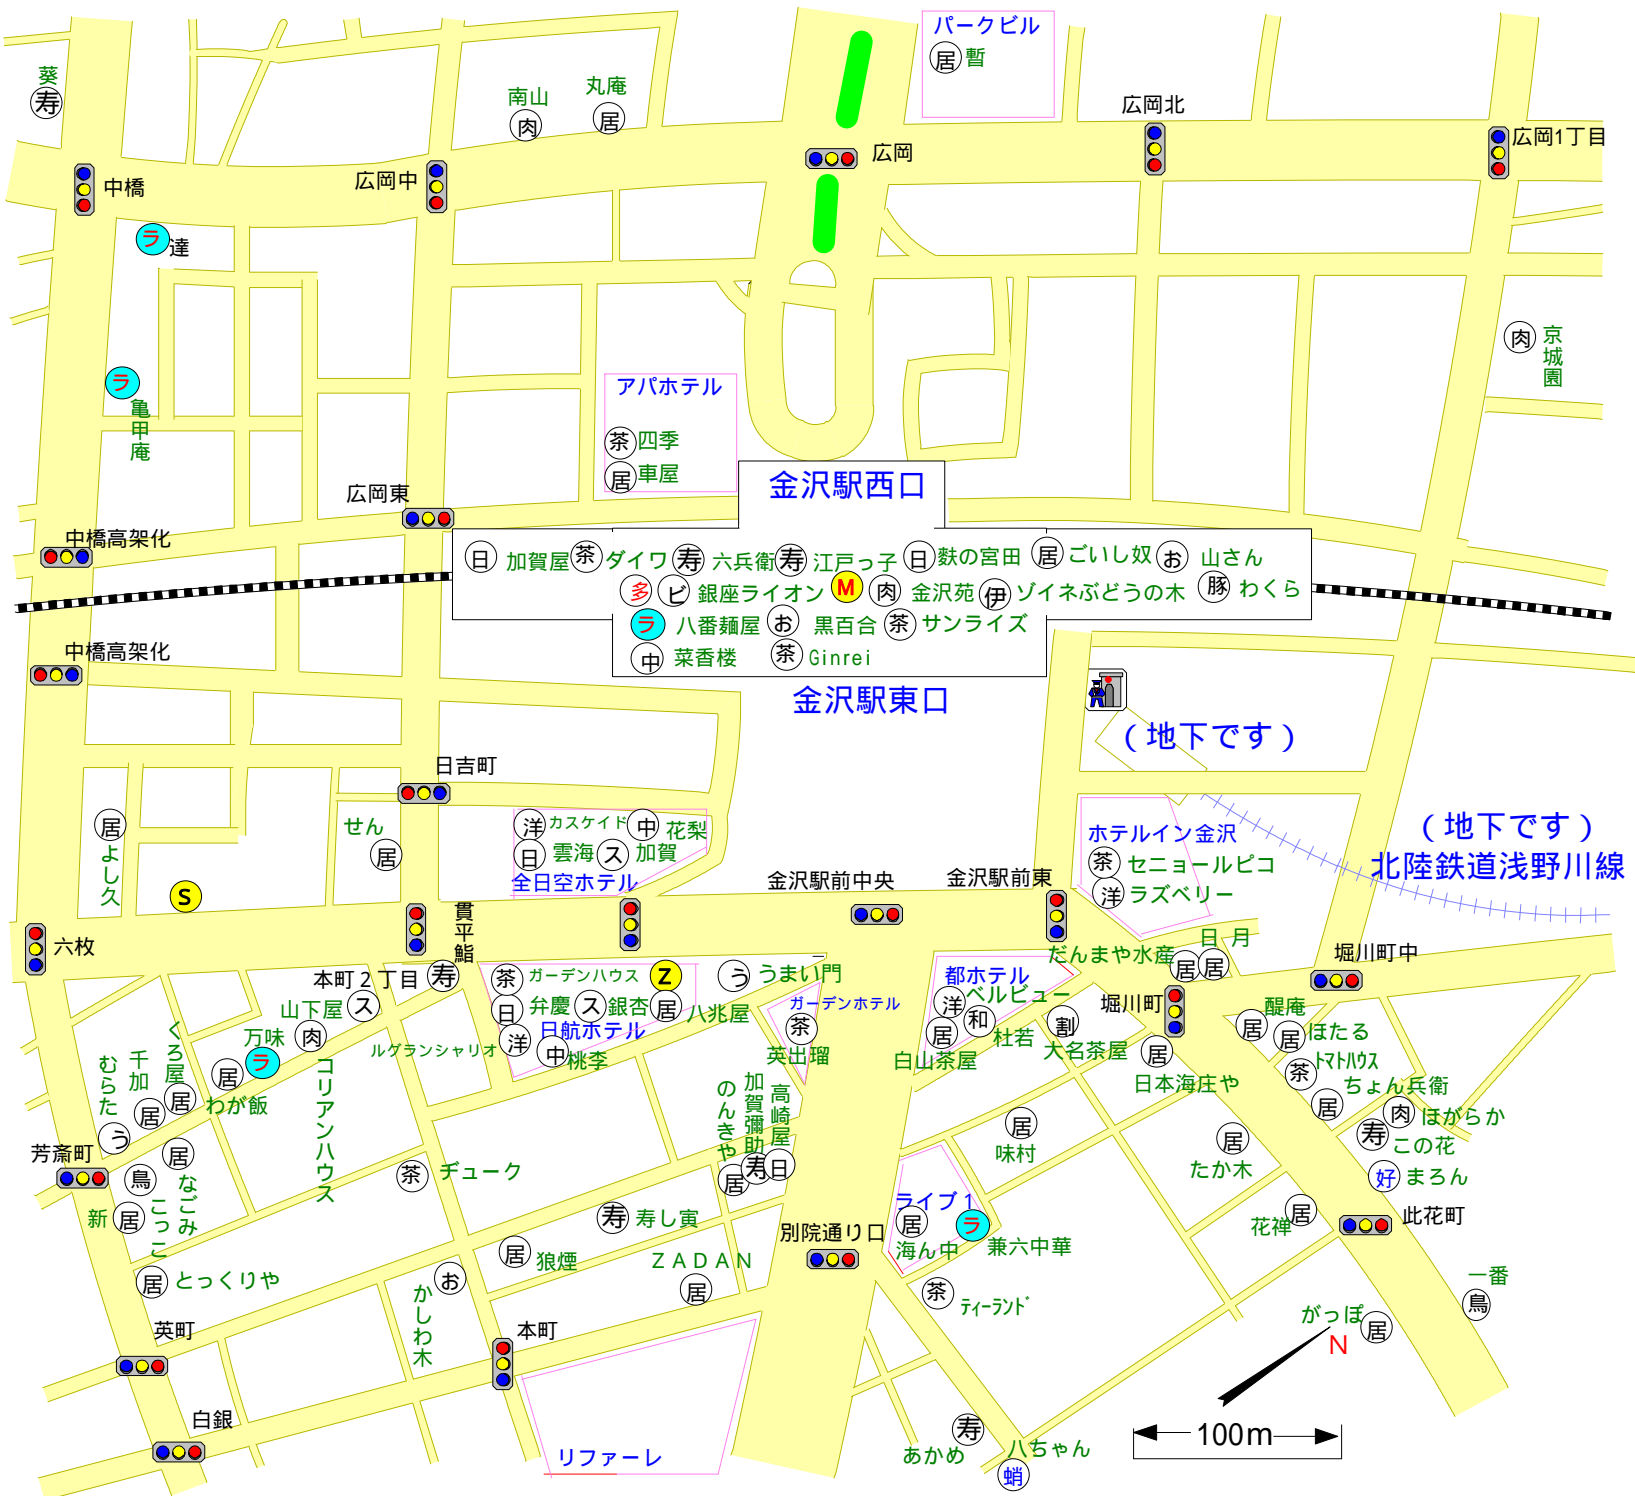 パークビル
居 暫
葵
寿
南山
肉
丸庵
居
広岡北
広岡1丁目
中橋
広岡中
広岡
ラ 達
肉 京城園
ラ
亀甲庵
アパホテル
茶 四季
居 車屋
金沢駅西口
広岡東
中橋高架化
日 加賀屋 茶 ダイワ 寿 六兵衛 寿 江戸っ子 日 麩の宮田 居 ごいし奴 お 山さん
多 ビ 銀座ライオン M 肉 金沢苑 伊 ゾイネぶどうの木 豚 わくら
ラ 八番麺屋 お 黒百合 茶 サンライズ
中 菜香楼 茶 Ginrei
中橋高架化
金沢駅東口
（地下です）
日吉町
（地下です）
北陸鉄道浅野川線
居
よし久
せん
居
洋 カスケイド 中 花梨
日 雲海 ス 加賀
全日空ホテル
ホテルイン金沢
茶 セニョールピコ
洋 ラズベリー
S
金沢駅前中央
金沢駅前東
六枚
貫平鮨
寿
本町２丁目
だんまや水産
居
日月
居
堀川町中
山下屋
ス
茶 ガーデンハウス Z
日 弁慶 ス 銀杏 居 八兆屋
日航ホテル
ルグランシャリオ 洋
中 桃李
う うまい門
ガーデンホテル
茶
英出瑠
都ホテル
洋 ベルビュー
居 和 杜若
白山茶屋
割
大名茶屋
堀川町
居
日本海庄や
醍庵
居
居 ほたる
トマトハウス
茶
ちょん兵衛
居
肉 ほがらか
寿 この花
好 まろん
万味
ラ
肉
コリアンハウス
くろ屋
居
千加
居
むらた
う
居
わが飯
芳斎町
鳥
こっこ
居
なごみ
新 居
居 とっくりや
茶 ヂューク
のんきや
居
加賀彌助
寿
高崎屋
日
居
味村
居
たか木
寿 寿し寅
居 狼煙
ＺＡＤＡＮ
居
別院通り口
ライブ１
居
海ん中
ラ
兼六中華
花禅 居
此花町
茶
ティーランド
お
かしわ木
英町
本町
一番
鳥
がっぽ 居
N
白銀
リファーレ
寿
あかめ
八ちゃん
蛸
100m